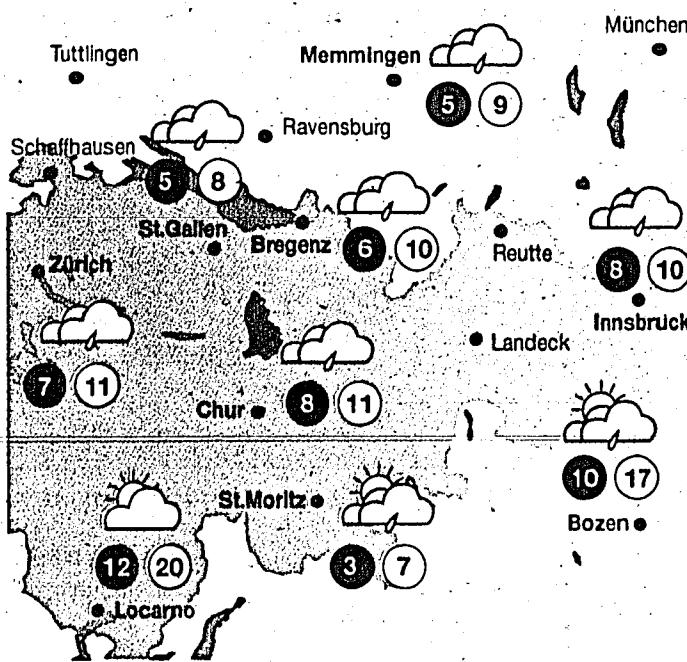 München
Tuttlingen
Memmingen
5 9
Ravensburg
Schaffhausen
5 8
St.Gallen
Bregenz
6 10
Reutte
Zürich
8 10
Innsbruck
Landeck
7 11
Chur
8 11
10 17
St.Moritz
Bozen
12 20
3 7
Locarno